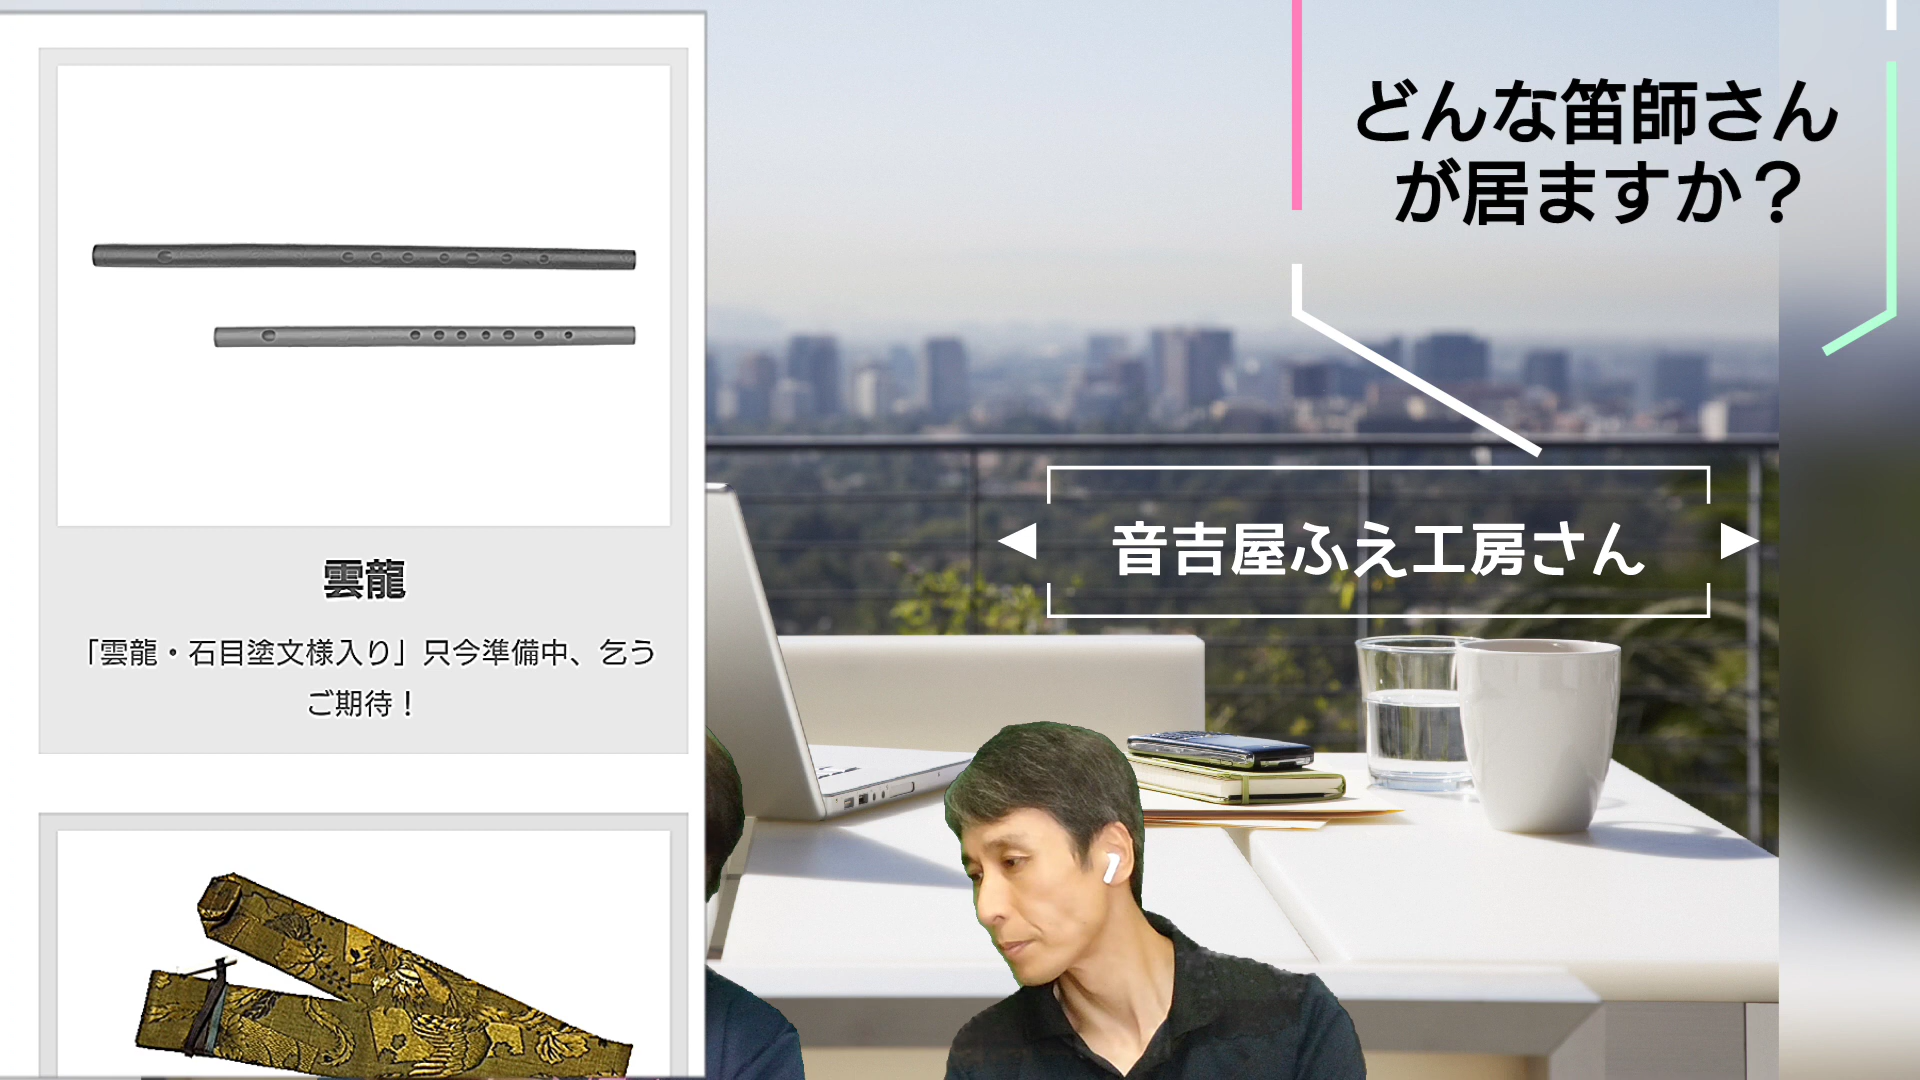 どんな笛師さん
が居ますか？
音吉屋ふえ工房さん
雲龍
「雲龍・石目塗文様入り」只今準備中、乞う
ご期待！